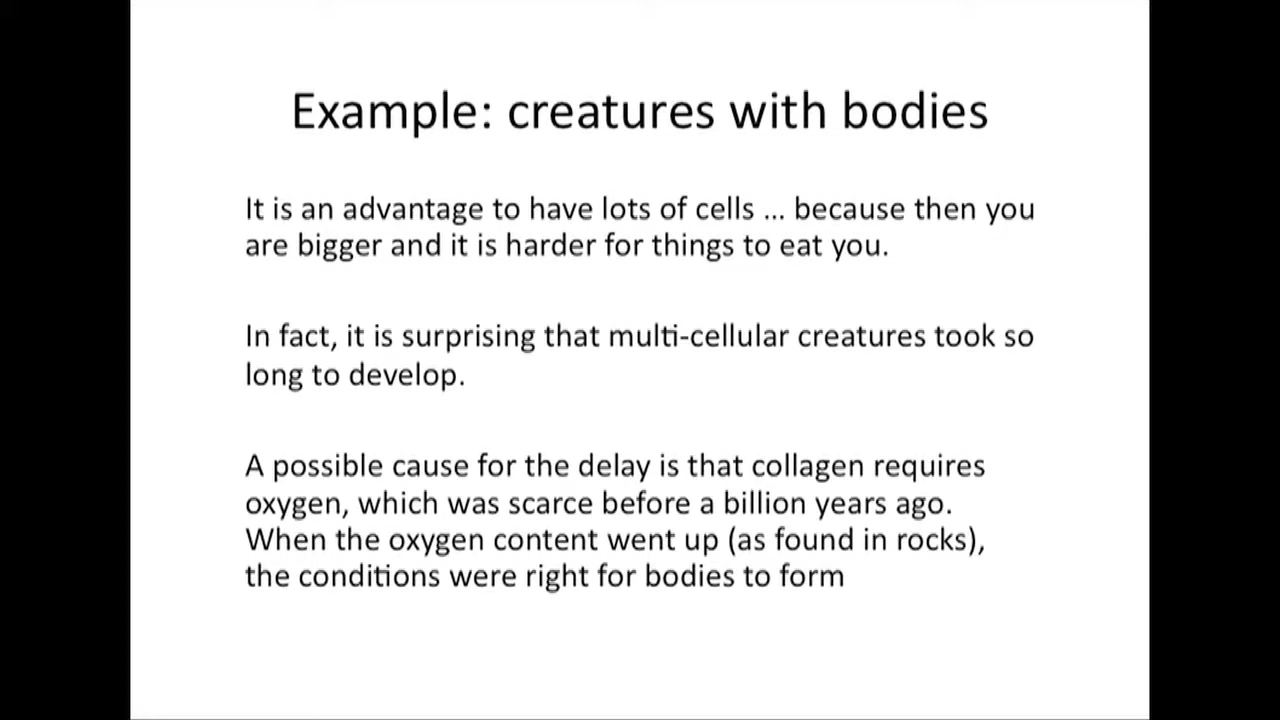 Example: creatures with bodies
It is an advantage to have lots of cells ... because then you
are bigger and it is harder for things to eat you.
In fact, it is surprising that multi-cellular creatures took so
long to develop.
A possible cause for the delay is that collagen requires
oxygen, which was scarce before a billion years ago.
When the oxygen content went up (as found in rocks),
the conditions were right for bodies to form